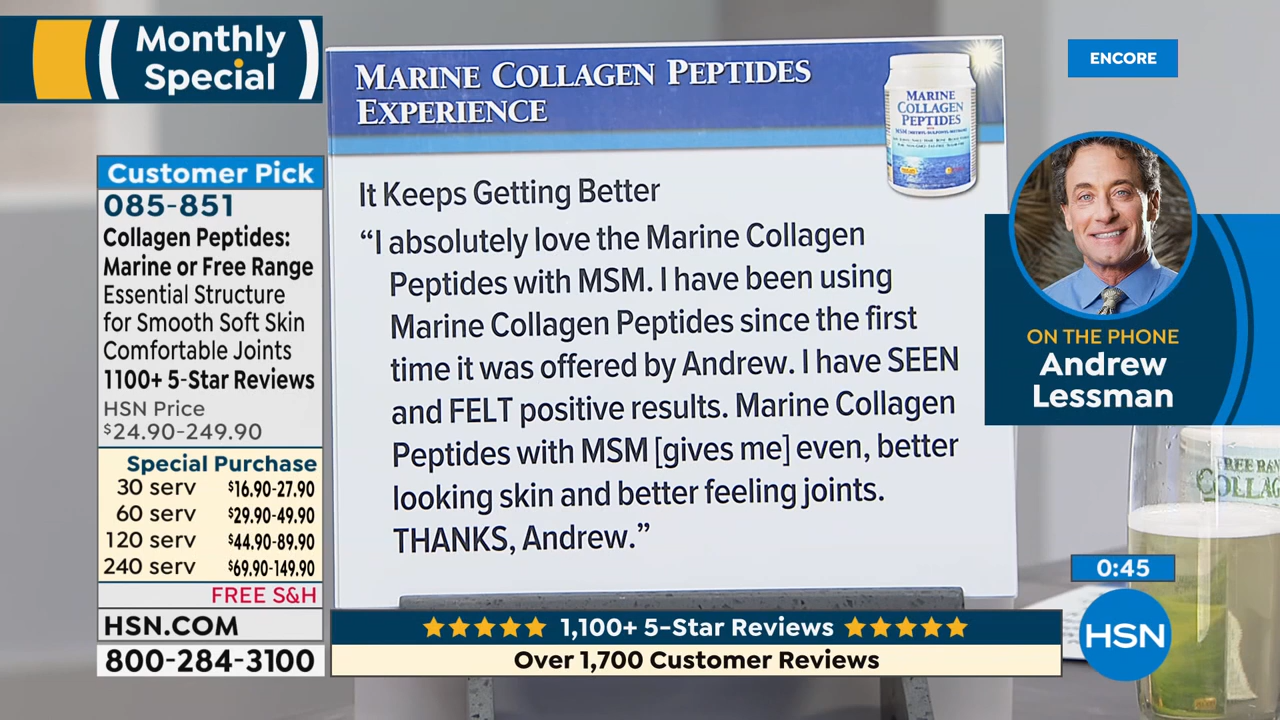 Monthly
Special
Customer Pick
085-851
Collagen Peptides:
Marine or Free Range
Essential Structure
for Smooth Soft Skin
Comfortable Joints
1100+ 5-Star Reviews
HSN Price
$24.90-249.90
Special Purchase
30 serv $16.90-27.90
60 serv $29.90-49.90
120 serv $44.90-89.90
240 serv $69.90-149.90
FREE S&H
HSN.COM
800-284-3100
MARINE COLLAGEN PEPTIDES
EXPERIENCE
MARINE
COLLAGEN
PEPTIDES
It Keeps Getting Better
“I absolutely love the Marine Collagen
Peptides with MSM. I have been using
Marine Collagen Peptides since the first
time it was offered by Andrew. I have SEEN
and FELT positive results. Marine Collagen
Peptides with MSM [gives me] even, better
looking skin and better feeling joints.
THANKS, Andrew.”
ENCORE
ON THE PHONE
Andrew
Lessman
0:45
HSN
1,100+ 5-Star Reviews
Over 1,700 Customer Reviews